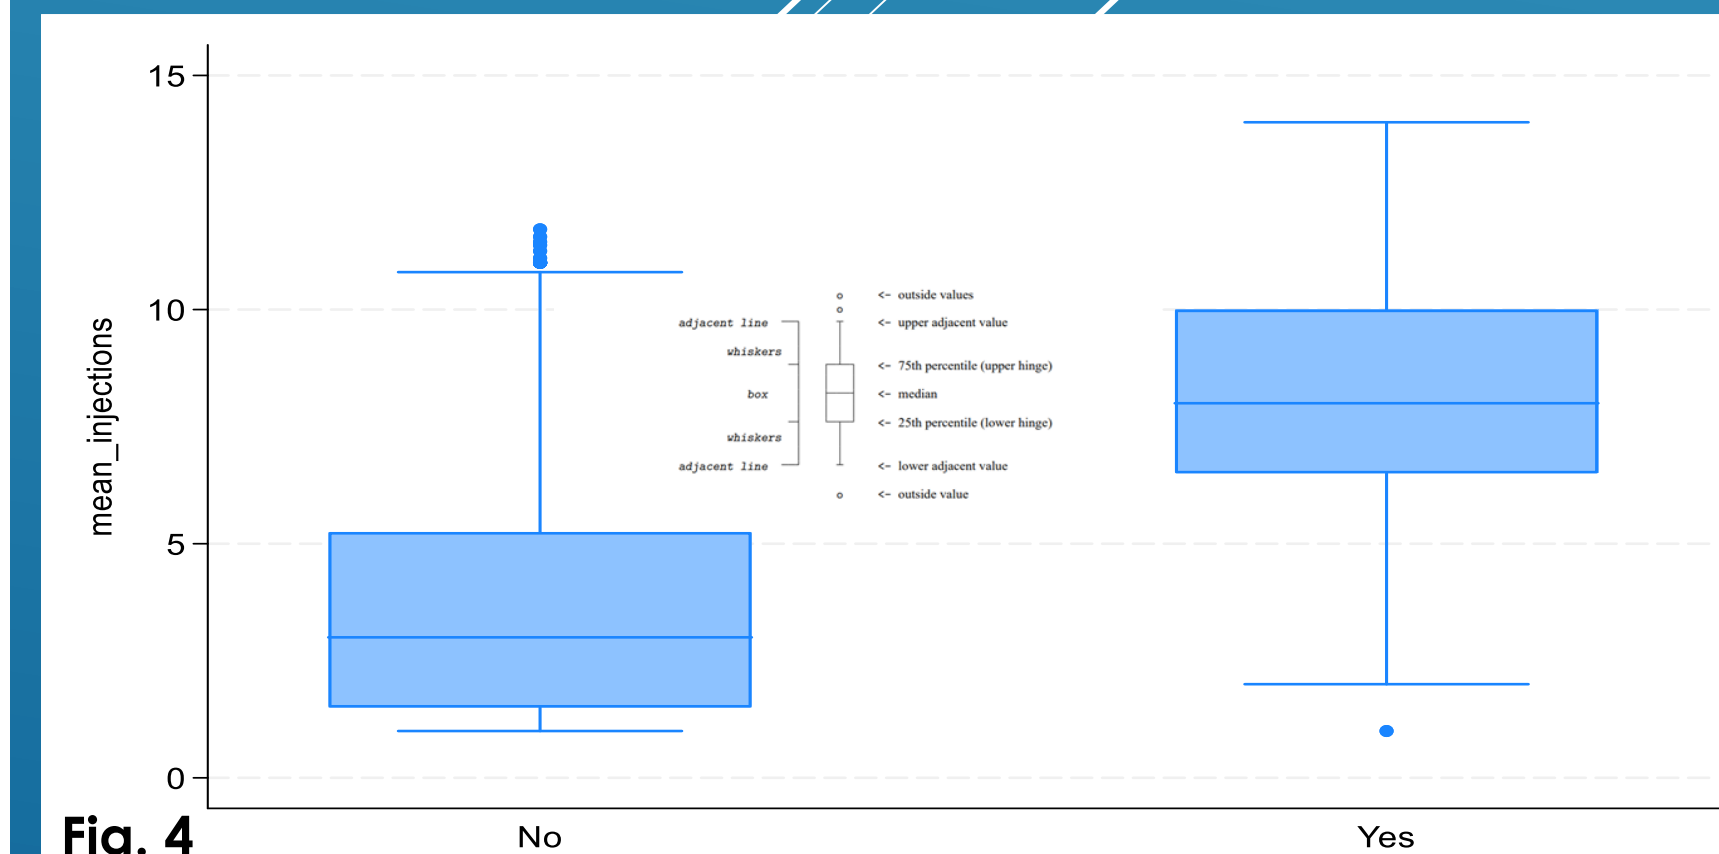 15
10
5
0
mean_injections
<- outside values
adjacent line <- upper adjacent value
whiskers
<- 75th percentile (upper hinge)
box <- median
<- 25th percentile (lower hinge)
whiskers
adjacent line <- lower adjacent value
<- outside value
No Yes
Fig. 4